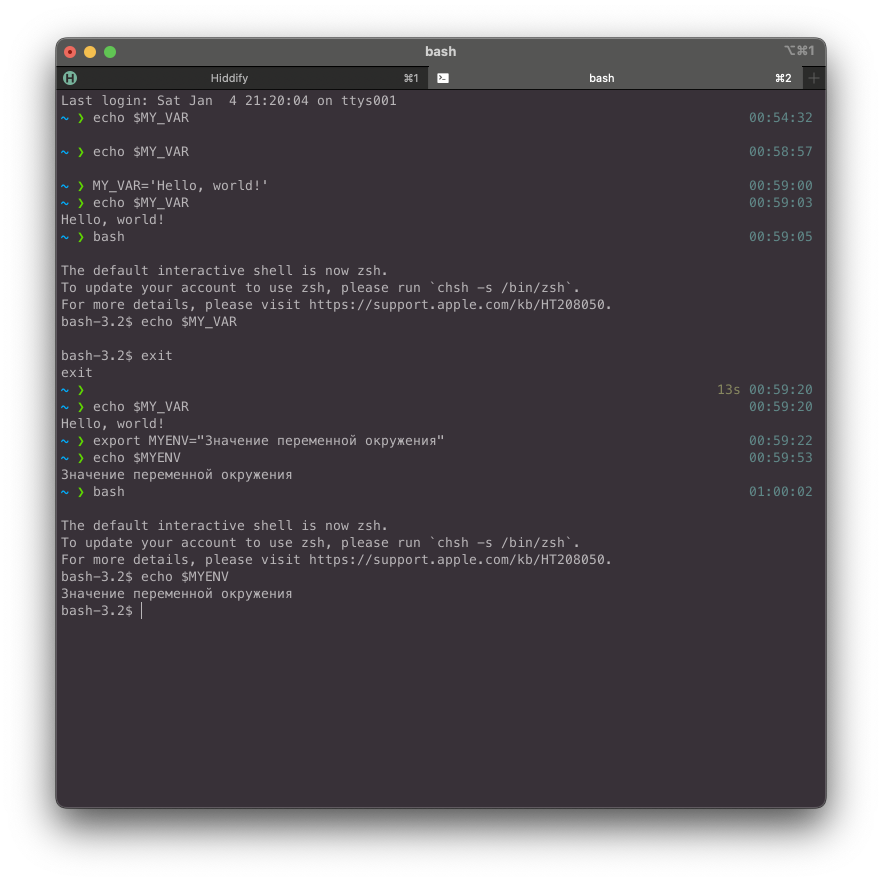 bash ⌥⌘1
Hiddify ⌘1 bash ⌘2 +
Last login: Sat Jan  4 21:20:04 on ttys001
~ ❯ echo $MY_VAR 00:54:32
~ ❯ echo $MY_VAR 00:58:57
~ ❯ MY_VAR='Hello, world!' 00:59:00
~ ❯ echo $MY_VAR 00:59:03
Hello, world!
~ ❯ bash 00:59:05
The default interactive shell is now zsh.
To update your account to use zsh, please run `chsh -s /bin/zsh`.
For more details, please visit https://support.apple.com/kb/HT208050.
bash-3.2$ echo $MY_VAR
bash-3.2$ exit
exit
~ ❯ 13s 00:59:20
~ ❯ echo $MY_VAR 00:59:20
Hello, world!
~ ❯ export MYENV="Значение переменной окружения" 00:59:22
~ ❯ echo $MYENV 00:59:53
Значение переменной окружения
~ ❯ bash 01:00:02
The default interactive shell is now zsh.
To update your account to use zsh, please run `chsh -s /bin/zsh`.
For more details, please visit https://support.apple.com/kb/HT208050.
bash-3.2$ echo $MYENV
Значение переменной окружения
bash-3.2$